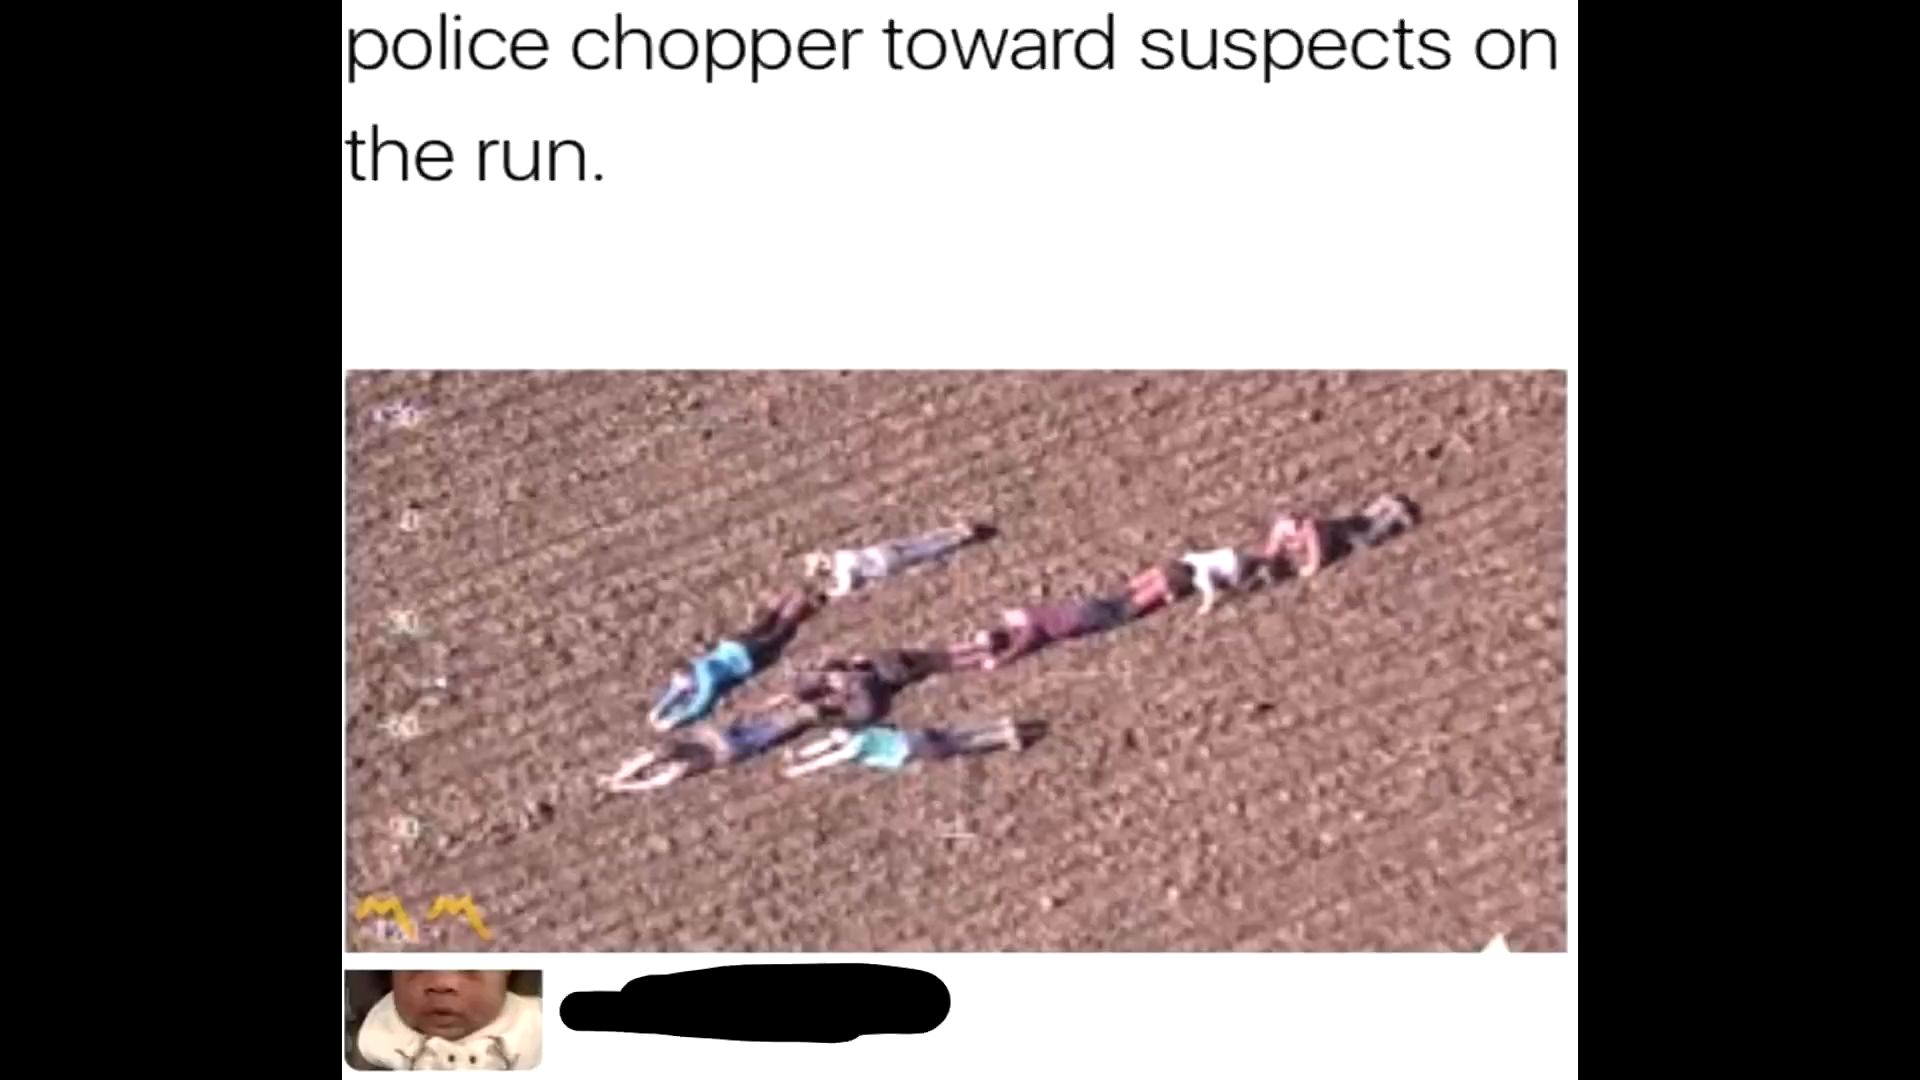 police chopper toward suspects on
the run.